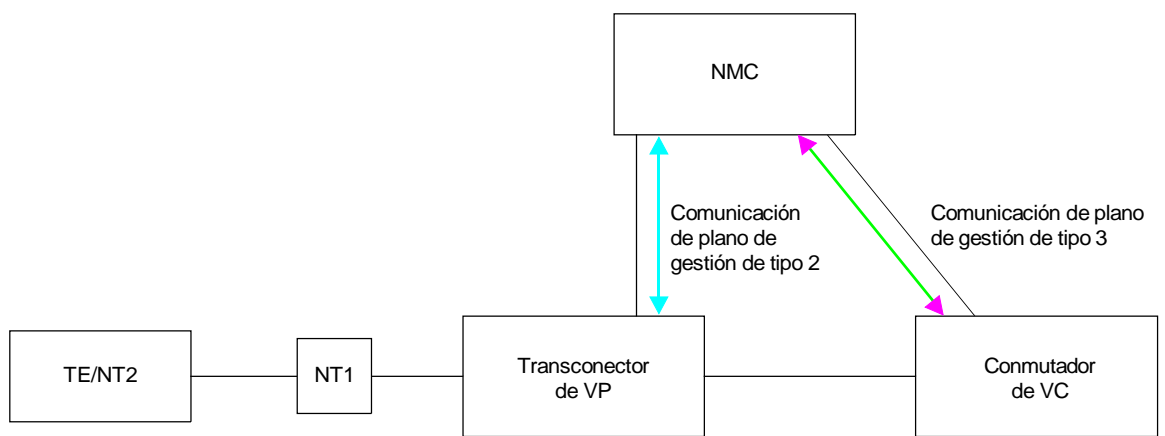 NMC
Comunicación
de plano de
gestión de tipo 2
Comunicación de plano
de gestión de tipo 3
TE/NT2
NT1
Transconector
de VP
Conmutador
de VC